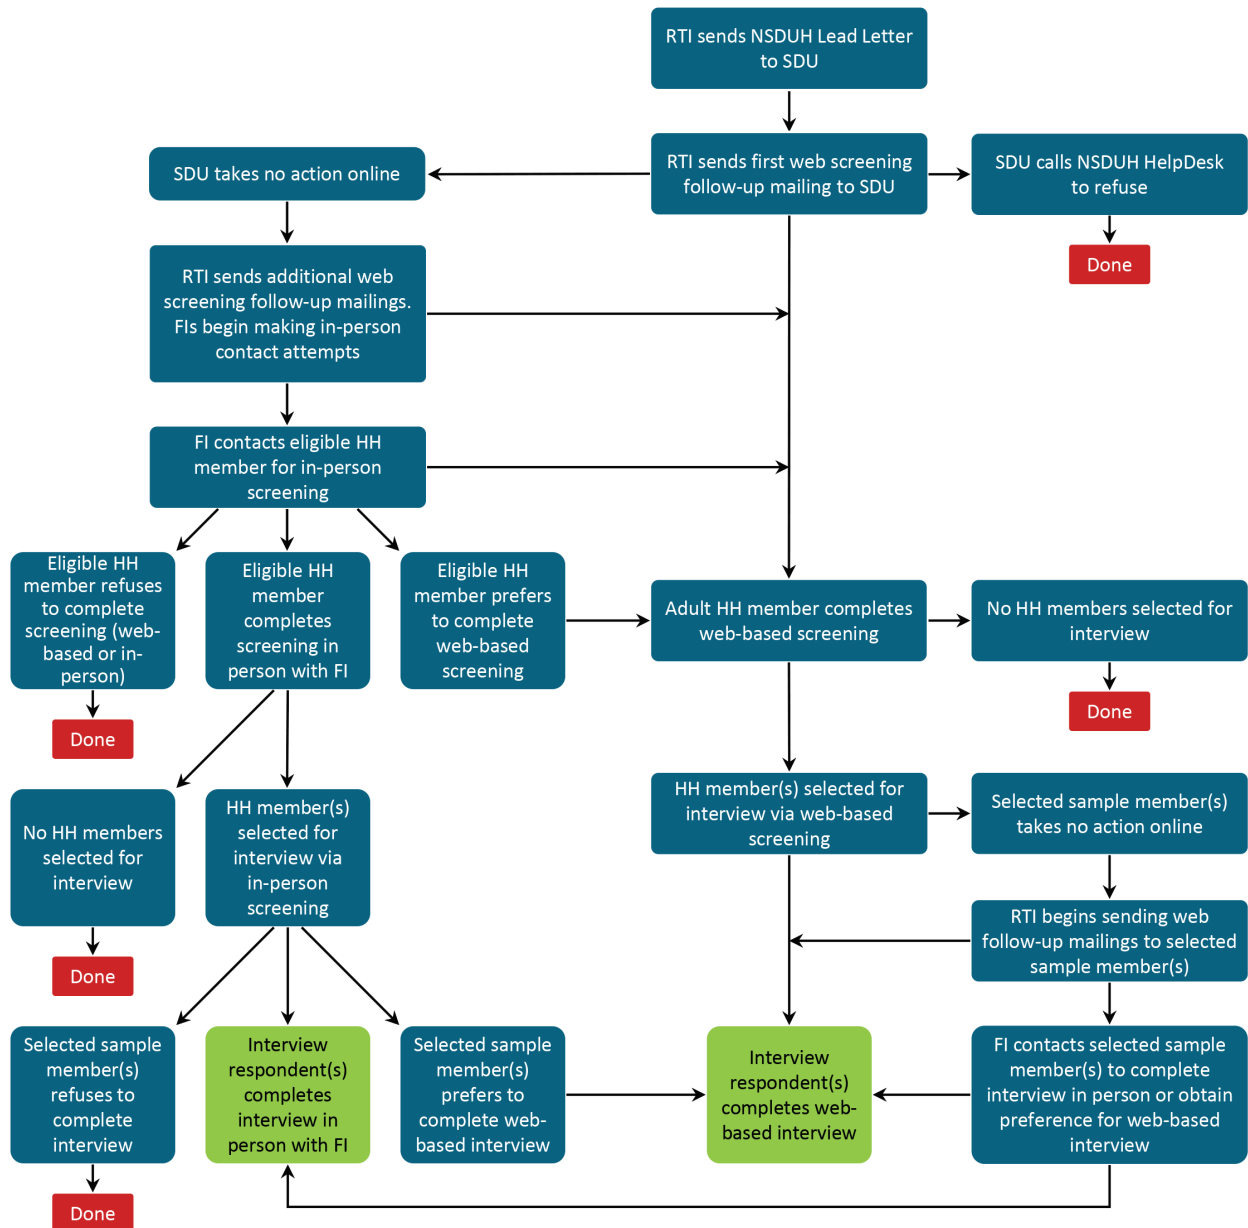 RTI sends NSDUH Lead Letter
to SDU
SDU takes no action online
RTI sends first web screening
follow-up mailing to SDU
SDU calls NSDUH HelpDesk
to refuse
Done
RTI sends additional web
screening follow-up mailings.
FIs begin making in-person
contact attempts
FI contacts eligible HH
member for in-person
screening
Eligible HH
member refuses
to complete
screening (web-
based or in-
person)
Eligible HH
member
completes
screening in
person with FI
Eligible HH
member prefers
to complete
web-based
screening
Adult HH member completes
web-based screening
No HH members selected for
interview
Done
Done
No HH members
selected for
interview
HH member(s)
selected for
interview via
in-person
screening
HH member(s) selected for
interview via web-based
screening
Selected sample member(s)
takes no action online
Done
RTI begins sending web
follow-up mailings to selected
sample member(s)
Selected sample
member(s)
refuses to
complete
interview
Interview
respondent(s)
completes
interview in
person with FI
Selected sample
member(s)
prefers to
complete web-
based interview
Interview
respondent(s)
completes web-
based interview
FI contacts selected sample
member(s) to complete
interview in person or obtain
preference for web-based
interview
Done